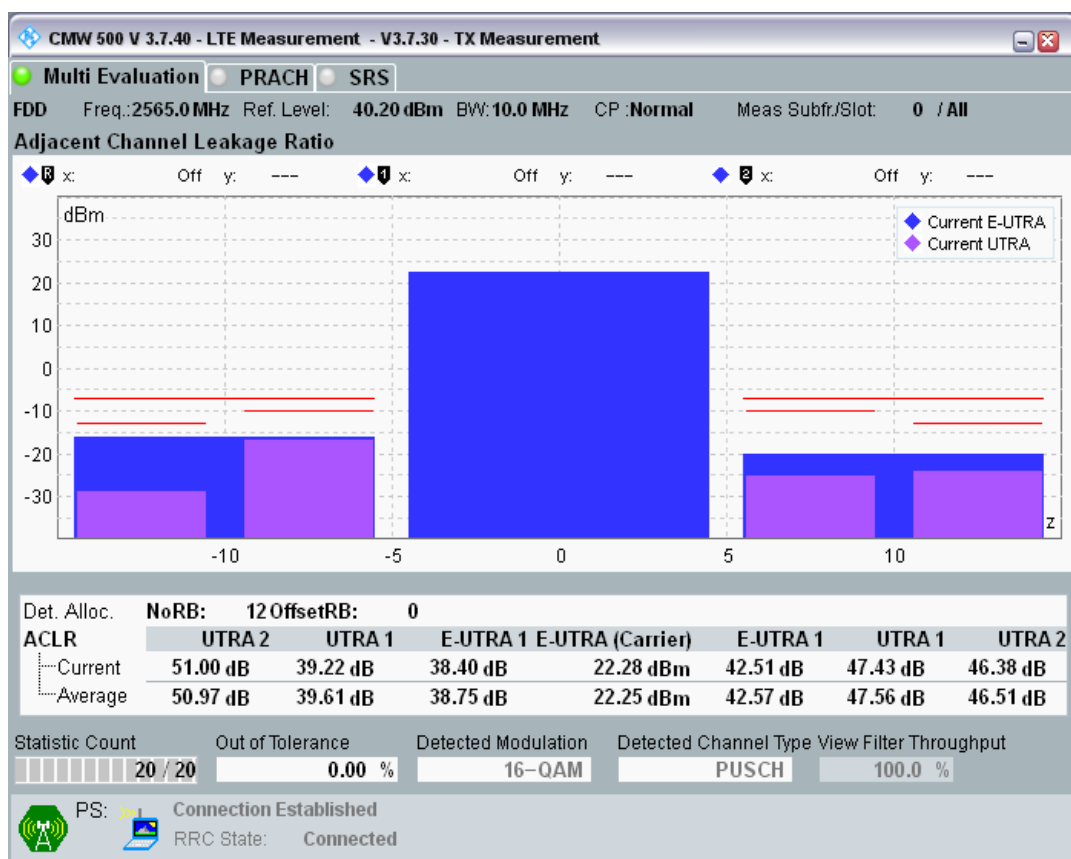 CMW 500 V 3.7.40 - LTE Measurement - V3.7.30 - TX Measurement
Multi Evaluation PRACH SRS
FDD Freq.:2565.0 MHz Ref. Level: 40.20 dBm BW:10.0 MHz CP :Normal Meas Subfr./Slot: 0 / All
Adjacent Channel Leakage Ratio
R x: Off y: --- 1 x: Off y: --- 2 x: Off y: ---
dBm
Current E-UTRA
Current UTRA
30
20
10
0
-10
-20
-30
z
-10 -5 0 5 10
Det. Alloc. NoRB: 12 OffsetRB: 0
ACLR UTRA 2 UTRA 1 E-UTRA 1 E-UTRA (Carrier) E-UTRA 1 UTRA 1 UTRA 2
Current 51.00 dB 39.22 dB 38.40 dB 22.28 dBm 42.51 dB 47.43 dB 46.38 dB
Average 50.97 dB 39.61 dB 38.75 dB 22.25 dBm 42.57 dB 47.56 dB 46.51 dB
Statistic Count Out of Tolerance Detected Modulation Detected Channel Type View Filter Throughput
20 / 20 0.00 % 16-QAM PUSCH 100.0 %
PS: Connection Established
RRC State: Connected